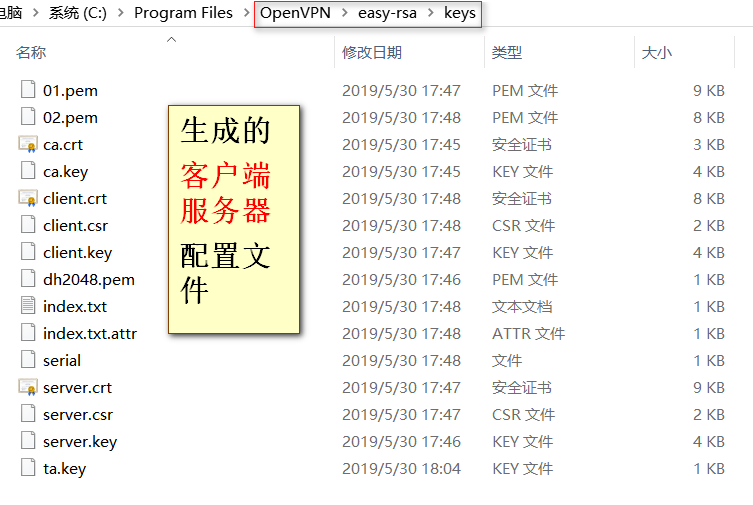 电脑 › 系统 (C:) › Program Files › OpenVPN › easy-rsa › keys
名称 修改日期 类型 大小
01.pem 2019/5/30 17:47 PEM 文件 9 KB
02.pem 2019/5/30 17:48 PEM 文件 8 KB
ca.crt 2019/5/30 17:45 安全证书 3 KB
ca.key 2019/5/30 17:45 KEY 文件 4 KB
client.crt 2019/5/30 17:48 安全证书 8 KB
client.csr 2019/5/30 17:48 CSR 文件 2 KB
client.key 2019/5/30 17:47 KEY 文件 4 KB
dh2048.pem 2019/5/30 17:46 PEM 文件 1 KB
index.txt 2019/5/30 17:48 文本文档 1 KB
index.txt.attr 2019/5/30 17:48 ATTR 文件 1 KB
serial 2019/5/30 17:48 文件 1 KB
server.crt 2019/5/30 17:47 安全证书 9 KB
server.csr 2019/5/30 17:47 CSR 文件 2 KB
server.key 2019/5/30 17:46 KEY 文件 4 KB
ta.key 2019/5/30 18:04 KEY 文件 1 KB
生成的
客户端
服务器
配置文
件